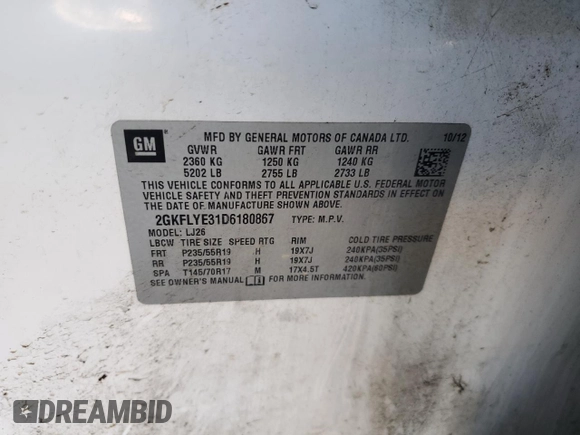 GM
MFD BY GENERAL MOTORS OF CANADA LTD. 10/12
GVWR GAWR FRT GAWR RR
2360 KG 1250 KG 1240 KG
5202 LB 2755 LB 2733 LB
THIS VEHICLE CONFORMS TO ALL APPLICABLE U.S. FEDERAL MOTOR
VEHICLE SAFETY AND THEFT PREVENTION STANDARDS IN EFFECT ON
THE DATE OF MANUFACTURE SHOWN ABOVE.
2GKFLYE31D6180867 TYPE: M.P.V.
MODEL: LJ26
LBCW TIRE SIZE SPEED RTG RIM COLD TIRE PRESSURE
FRT P235/55R19 H 19X7J 240KPA(35PSI)
RR P235/55R19 H 19X7J 240KPA(35PSI)
SPA T145/70R17 M 17X4.5T 420KPA(60PSI)
SEE OWNER'S MANUAL FOR MORE INFORMATION.
DREAMBID